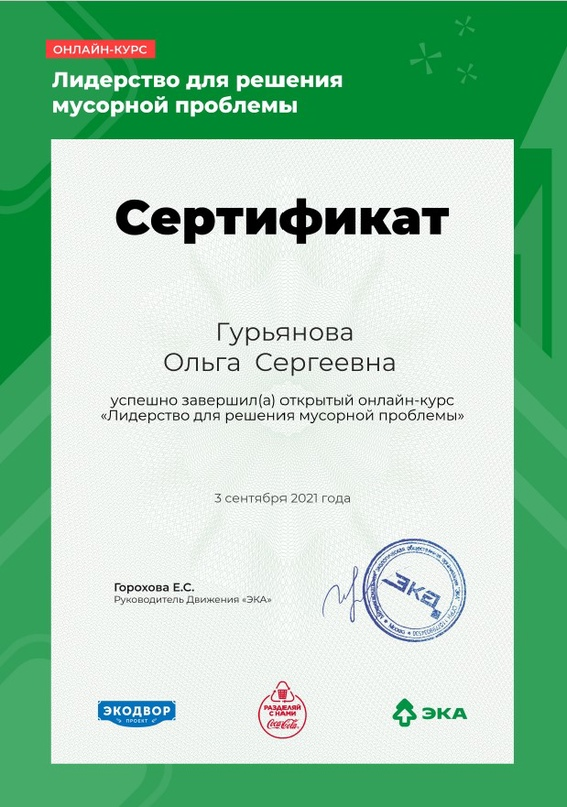 ОНЛАЙН-КУРС
Лидерство для решения
мусорной проблемы
Сертификат
Гурьянова
Ольга Сергеевна
успешно завершил(а) открытый онлайн-курс
«Лидерство для решения мусорной проблемы»
3 сентября 2021 года
Горохова Е.С.
Руководитель Движения «ЭКА»
ЭКА
Москва
ЭКОДВОР
ПРОЕКТ
РАЗДЕЛЯЙ
С НАМИ
Coca-Cola
ЭКА